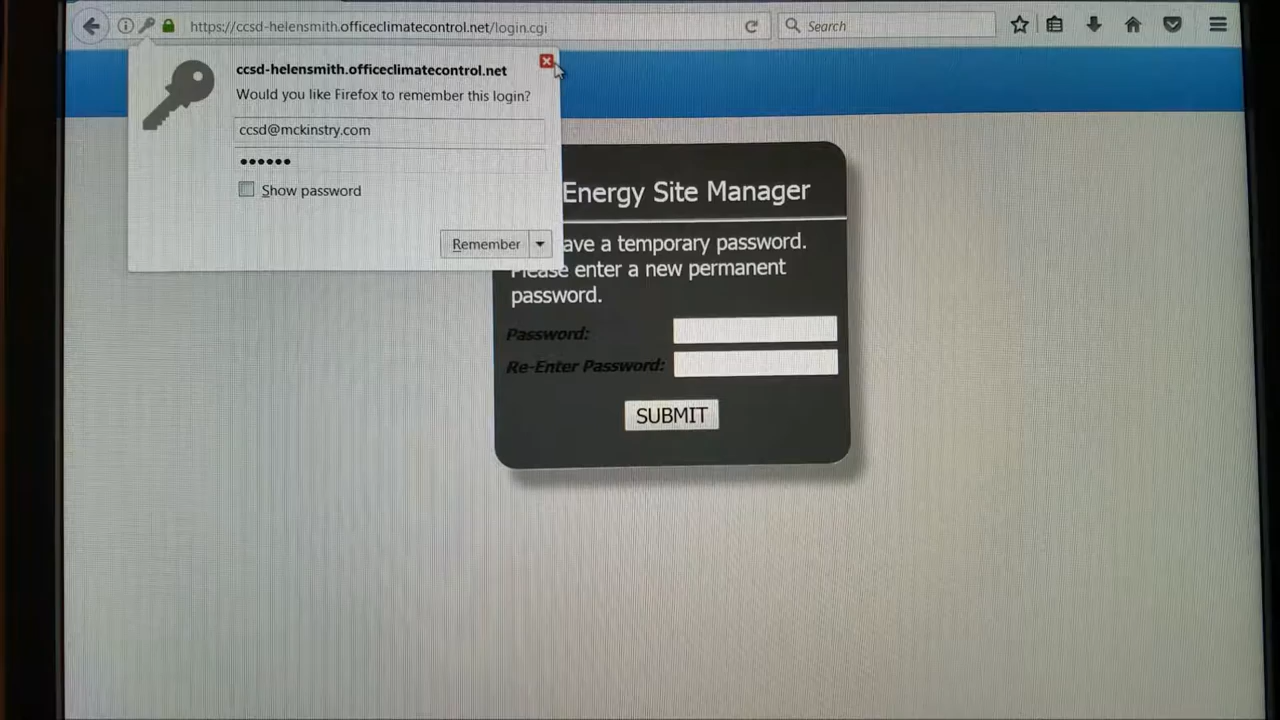 https://ccsd-helensmith.officeclimatecontrol.net/login.cgi
Search
ccsd-helensmith.officeclimatecontrol.net
Would you like Firefox to remember this login?
ccsd@mckinstry.com
••••••
Show password
Remember
Energy Site Manager
ave a temporary password.
Please enter a new permanent
password.
Password:
Re-Enter Password:
SUBMIT